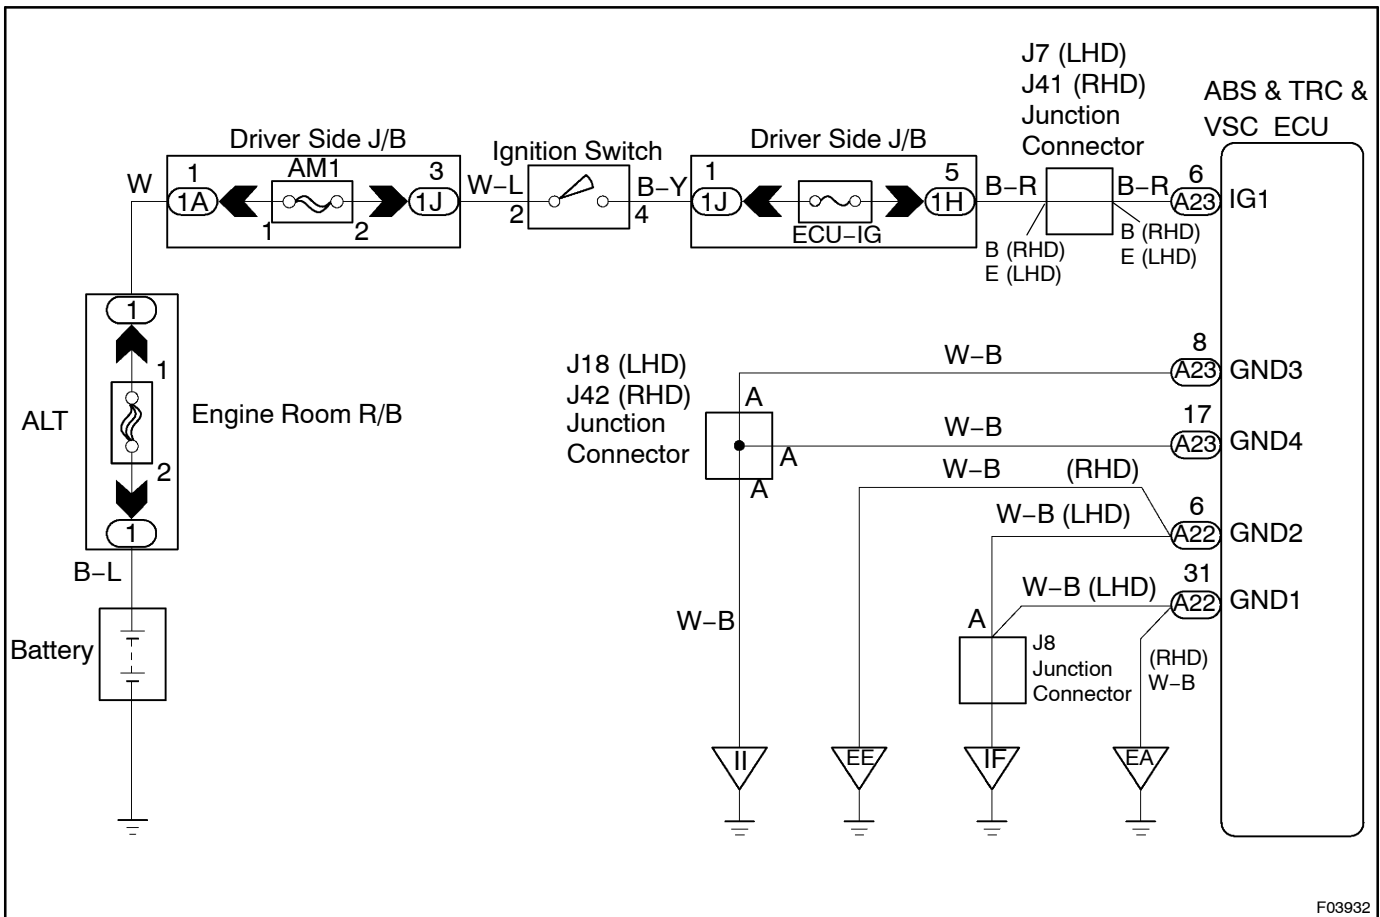 J7 (LHD)
J41 (RHD)
Junction
Connector
ABS & TRC &
VSC ECU
Driver Side J/B
Ignition Switch
Driver Side J/B
W
1
1A
AM1
1
2
3
1J
W-L
2
B-Y
4
1
1J
ECU-IG
5
1H
B-R
B-R
6
A23
IG1
B (RHD)
E (LHD)
B (RHD)
E (LHD)
1
1
ALT
Engine Room R/B
2
1
B-L
Battery
J18 (LHD)
J42 (RHD)
Junction
Connector
A
A
A
W-B
8
A23
GND3
W-B
17
A23
GND4
W-B
(RHD)
W-B (LHD)
6
A22
GND2
W-B (LHD)
31
A22
GND1
W-B
A
J8
Junction
Connector
(RHD)
W-B
II
EE
IF
EA
F03932